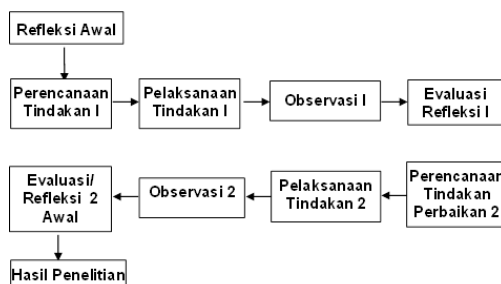 Refleksi Awal
Perencanaan
Tindakan I
Pelaksanaan
Tindakan I
Observasi I
Evaluasi
Refleksi I
Evaluasi/
Refleksi 2
Awal
Observasi 2
Pelaksanaan
Tindakan 2
Perencanaan
Tindakan
Perbaikan 2
Hasil Penelitian